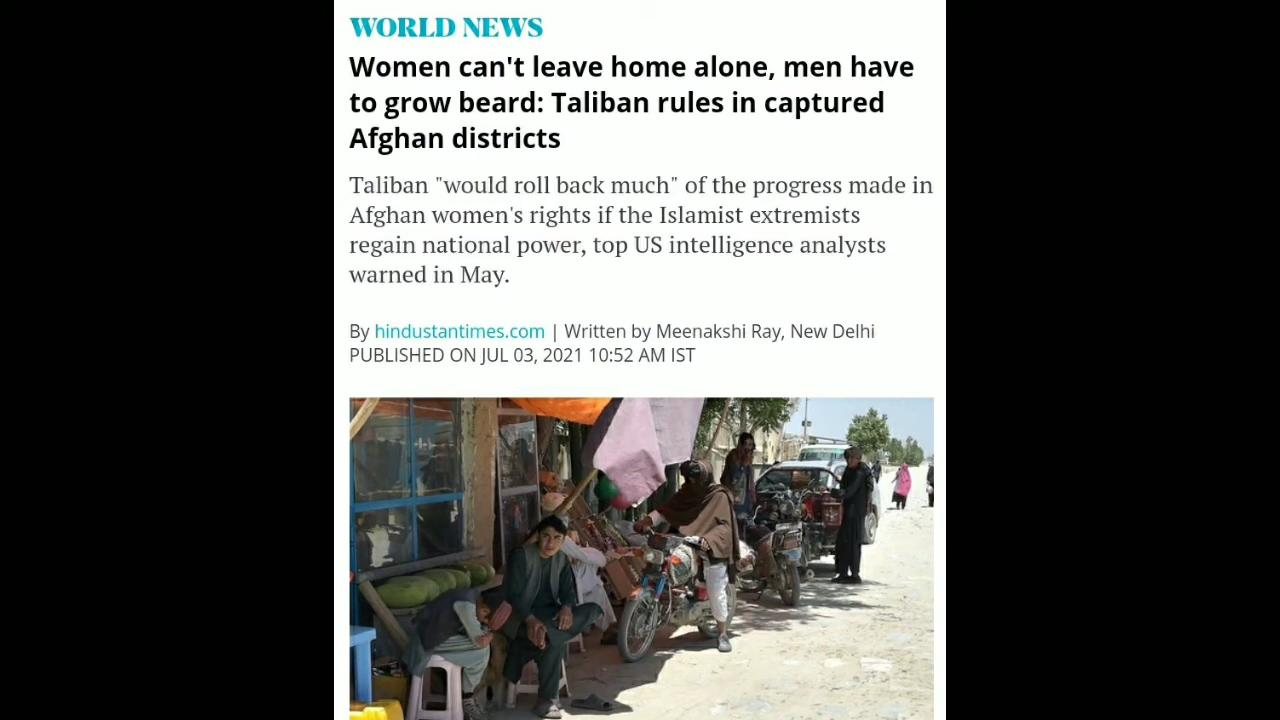 WORLD NEWS
Women can't leave home alone, men have
to grow beard: Taliban rules in captured
Afghan districts
Taliban "would roll back much" of the progress made in
Afghan women's rights if the Islamist extremists
regain national power, top US intelligence analysts
warned in May.
By hindustantimes.com | Written by Meenakshi Ray, New Delhi
PUBLISHED ON JUL 03, 2021 10:52 AM IST